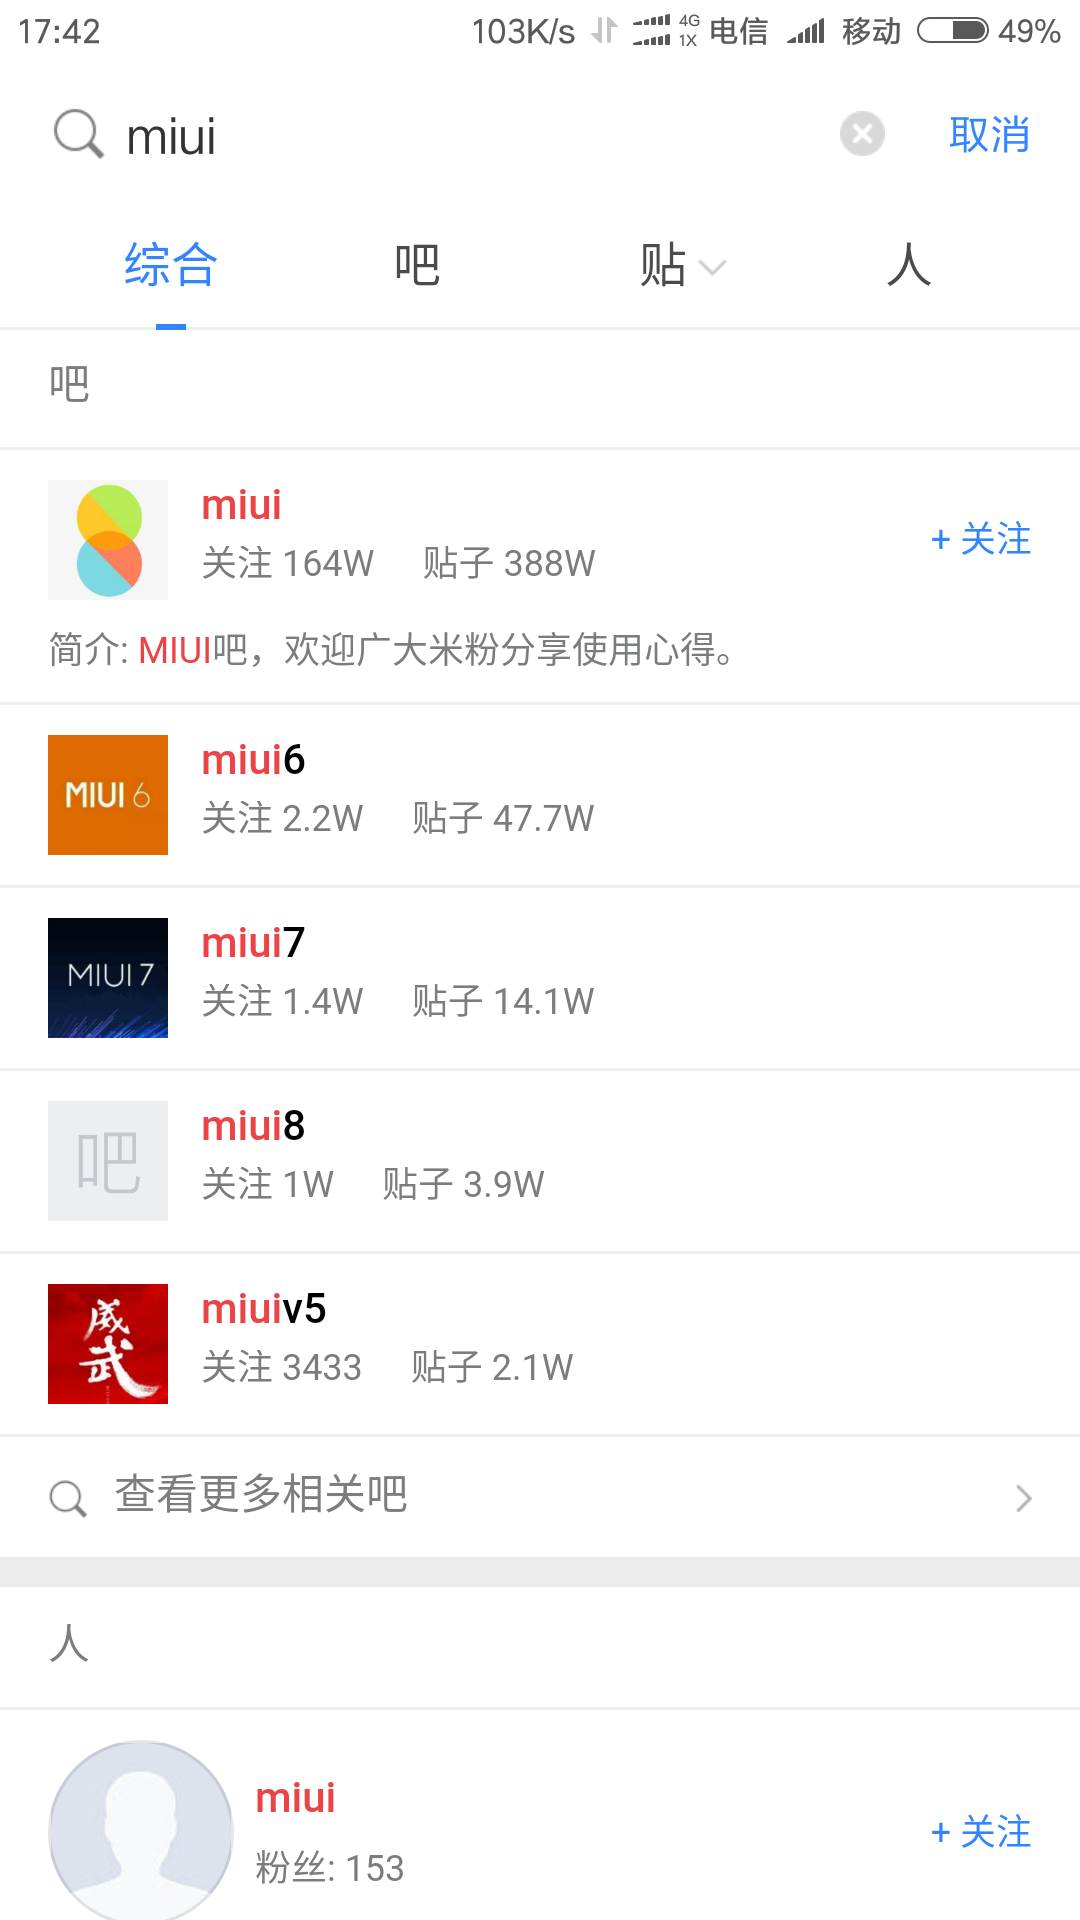 17:42 103K/s 4G 1X 电信 移动 49%
miui 取消
综合 吧 贴 人
吧
miui
关注 164W 贴子 388W
+ 关注
简介: MIUI吧，欢迎广大米粉分享使用心得。
MIUI 6
miui6
关注 2.2W 贴子 47.7W
MIUI 7
miui7
关注 1.4W 贴子 14.1W
吧
miui8
关注 1W 贴子 3.9W
威武
miuiv5
关注 3433 贴子 2.1W
查看更多相关吧
人
miui
+ 关注
粉丝: 153